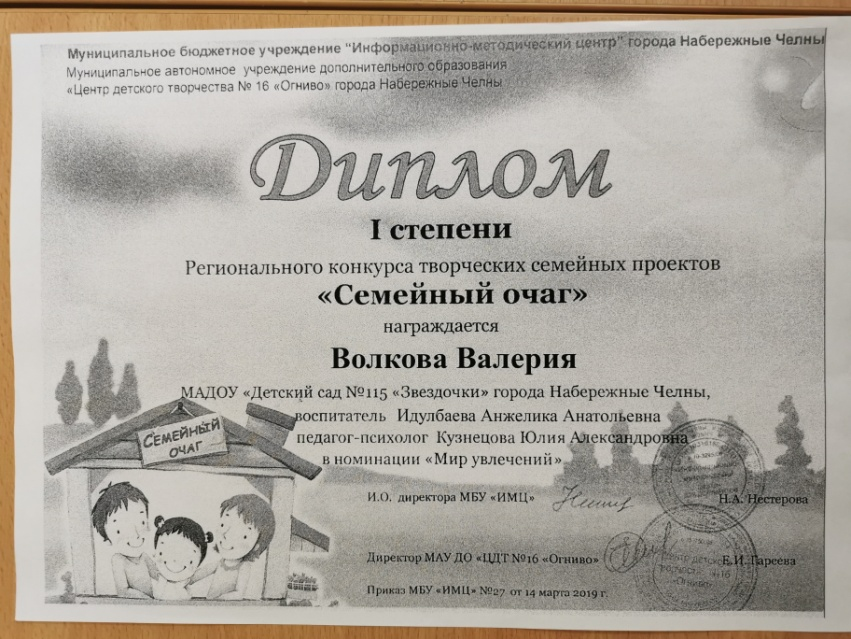 Муниципальное бюджетное учреждение "Информационно-методический центр" города Набережные Челны
Муниципальное автономное учреждение дополнительного образования
«Центр детского творчества № 16 «Огниво» города Набережные Челны
Диплом
I степени
Регионального конкурса творческих семейных проектов
«Семейный очаг»
награждается
Волкова Валерия
МАДОУ «Детский сад №115 «Звездочки» города Набережные Челны,
воспитатель Идулбаева Анжелика Анатольевна
педагог-психолог Кузнецова Юлия Александровна
в номинации «Мир увлечений»
СЕМЕЙНЫЙ
ОЧАГ
И.О. директора МБУ «ИМЦ» Н.А. Нестерова
Директор МАУ ДО «ЦДТ №16 «Огниво» Е.И. Гареева
Приказ МБУ «ИМЦ» №27 от 14 марта 2019 г.